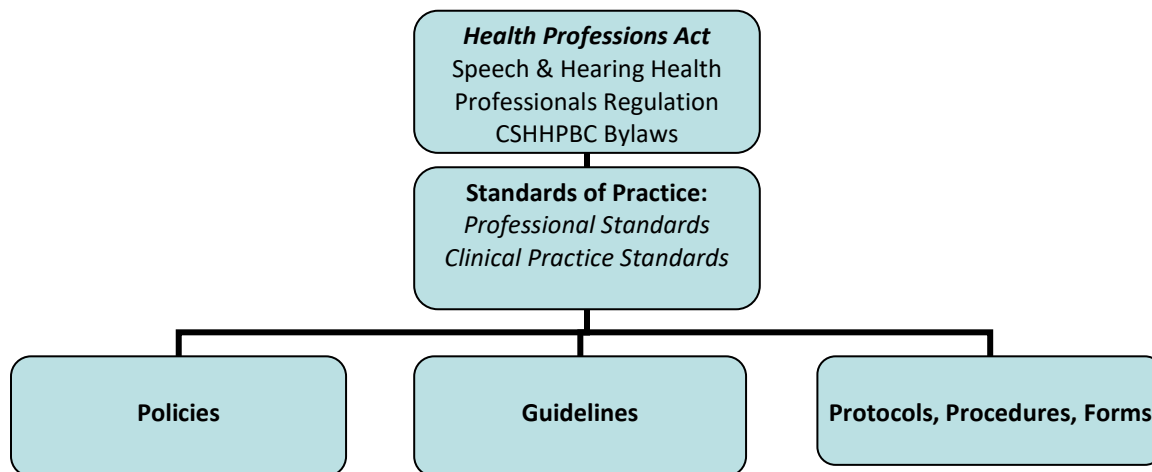 Health Professions Act
Speech & Hearing Health
Professionals Regulation
CSHHPBC Bylaws
Standards of Practice:
Professional Standards
Clinical Practice Standards
Policies
Guidelines
Protocols, Procedures, Forms